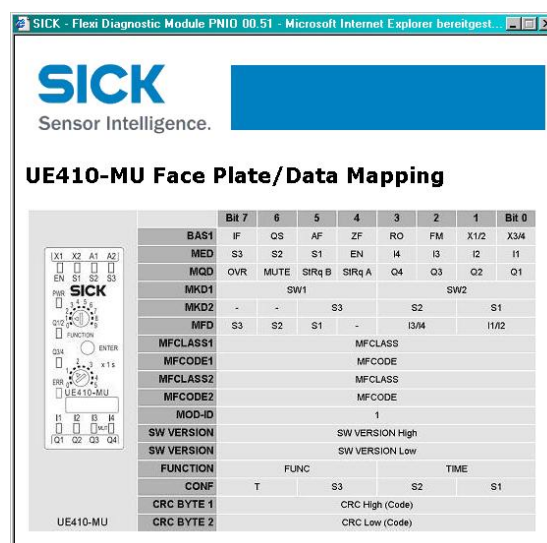 SICK - Flexi Diagnostic Module PNIO 00.51 - Microsoft Internet Explorer bereitgest...
SICK
Sensor Intelligence.
UE410-MU Face Plate/Data Mapping
Bit 7 6 5 4 3 2 1 Bit 0
BAS1 IF QS AF ZF RO FM X1/2 X3/4
MED S3 S2 S1 EN I4 I3 I2 I1
MQD OVR MUTE StRq B StRq A Q4 Q3 Q2 Q1
MKD1 SW1 SW2
MKD2 - - S3 S2 S1
MFD S3 S2 S1 - I3/I4 I1/I2
MFCLASS1 MFCLASS
MFCODE1 MFCODE
MFCLASS2 MFCLASS
MFCODE2 MFCODE
MOD-ID 1
SW VERSION SW VERSION High
SW VERSION SW VERSION Low
FUNCTION FUNC TIME
CONF T S3 S2 S1
CRC BYTE 1 CRC High (Code)
CRC BYTE 2 CRC Low (Code)
X1 X2 A1 A2
EN S1 S2 S3
PWR SICK
Q1/2
FUNCTION
Q3/4 ENTER
x 1 s
ERR
UE410-MU
I1 I2 I3 I4
MUT
Q1 Q2 Q3 Q4
UE410-MU